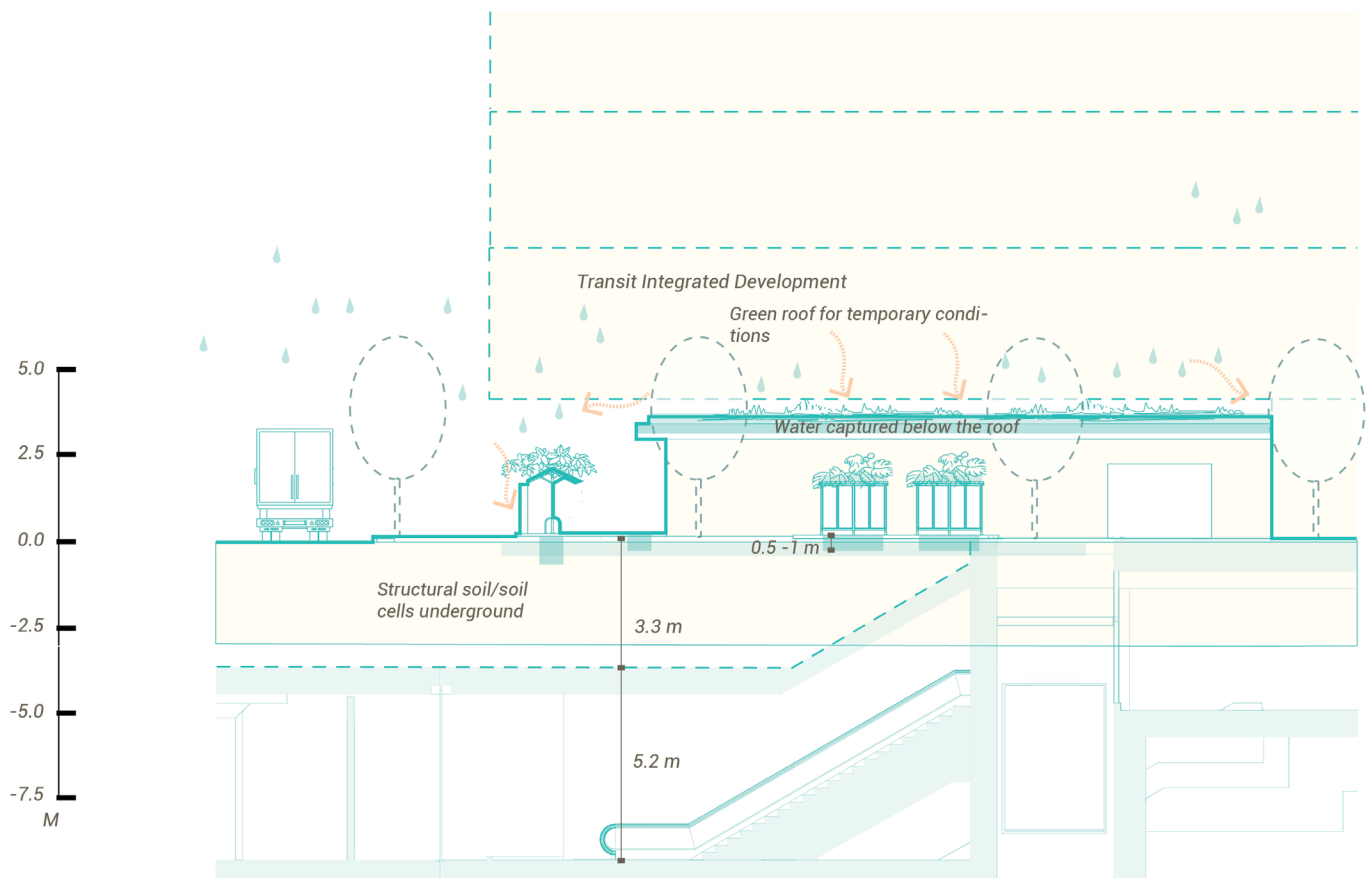 Transit Integrated Development
Green roof for temporary condi-
tions
5.0
Water captured below the roof
2.5
0.0
0.5 -1 m
Structural soil/soil
cells underground
-2.5
3.3 m
-5.0
5.2 m
-7.5
M